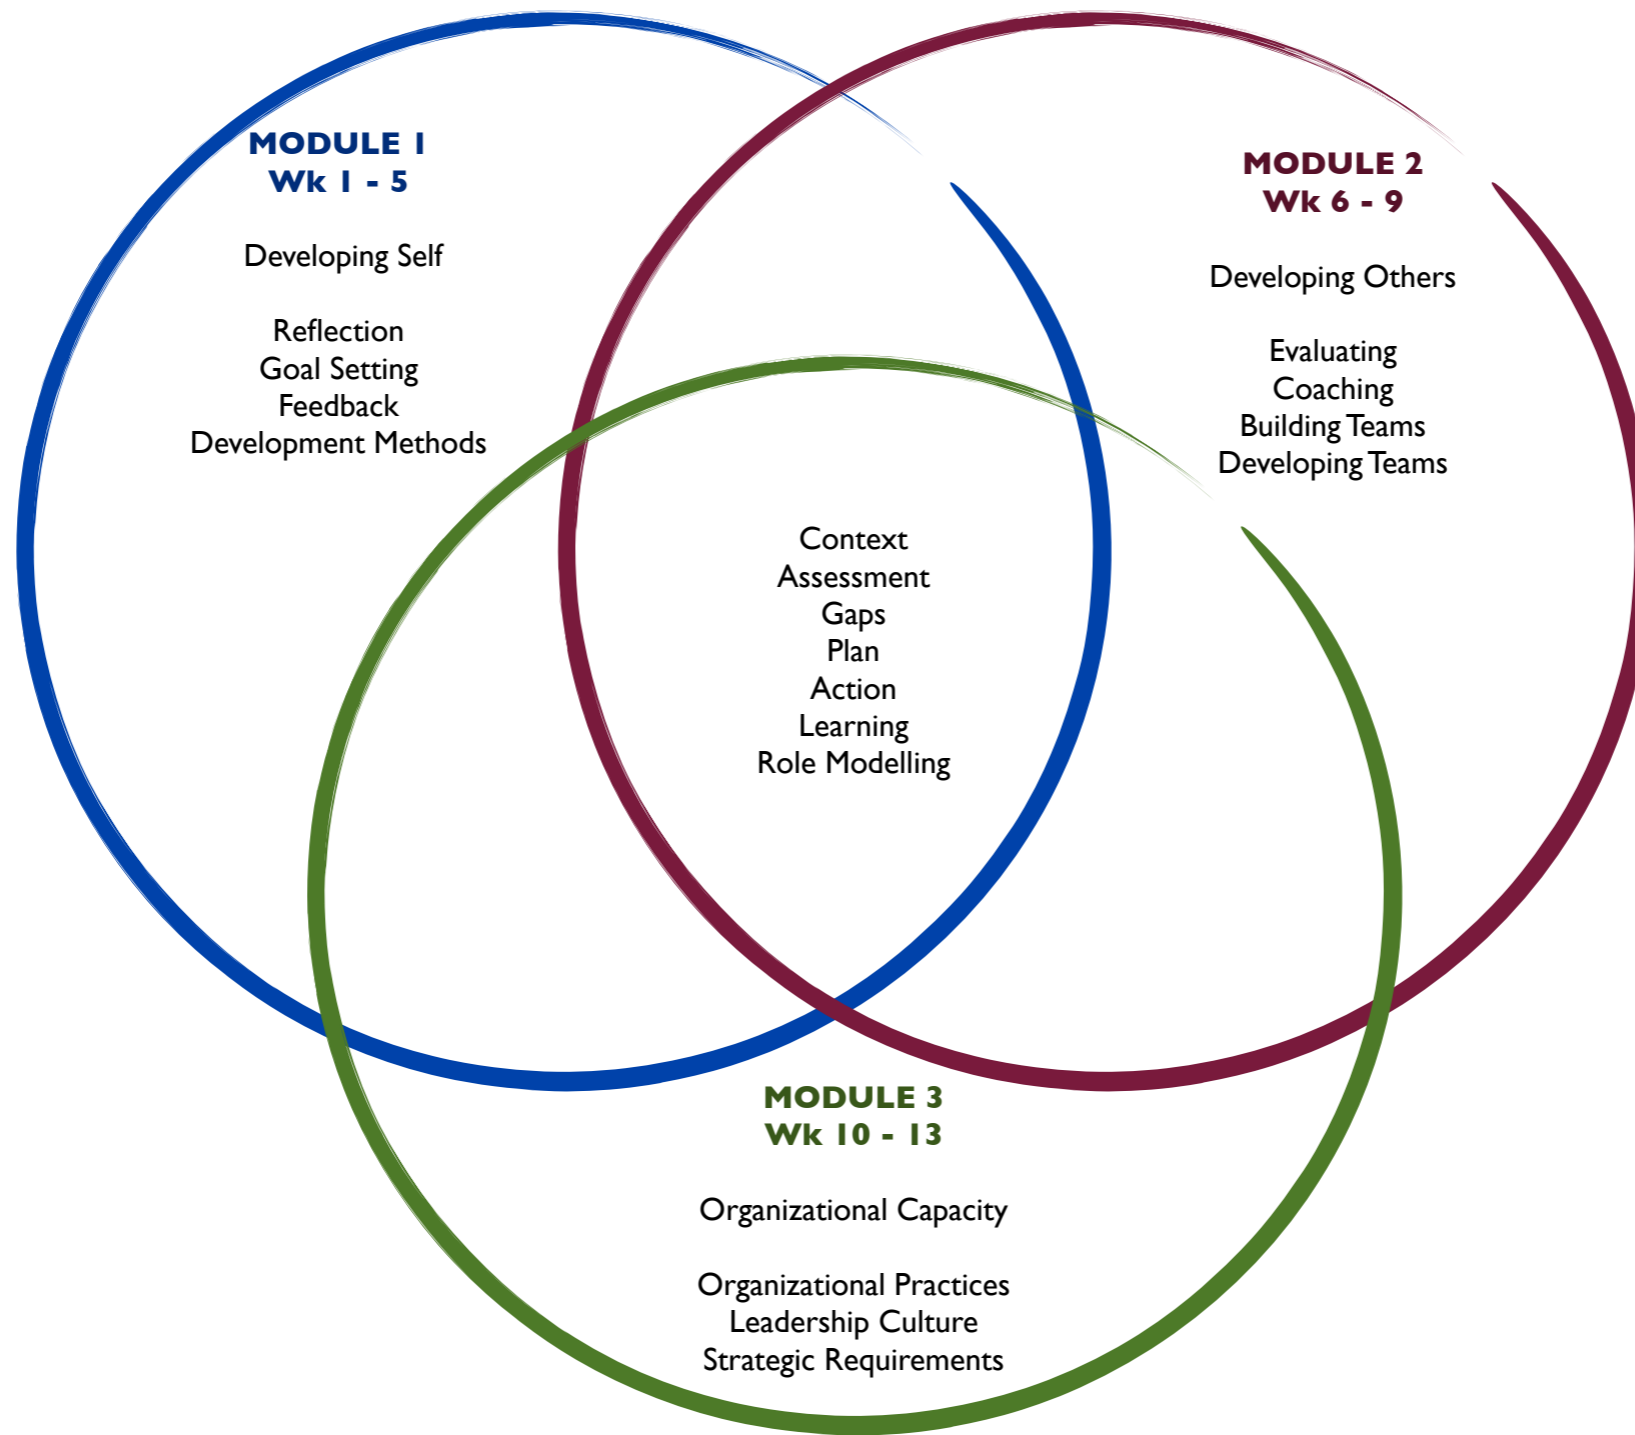 MODULE 1
Wk 1 - 5
Developing Self
Reflection
Goal Setting
Feedback
Development Methods
MODULE 2
Wk 6 - 9
Developing Others
Evaluating
Coaching
Building Teams
Developing Teams
Context
Assessment
Gaps
Plan
Action
Learning
Role Modelling
MODULE 3
Wk 10 - 13
Organizational Capacity
Organizational Practices
Leadership Culture
Strategic Requirements